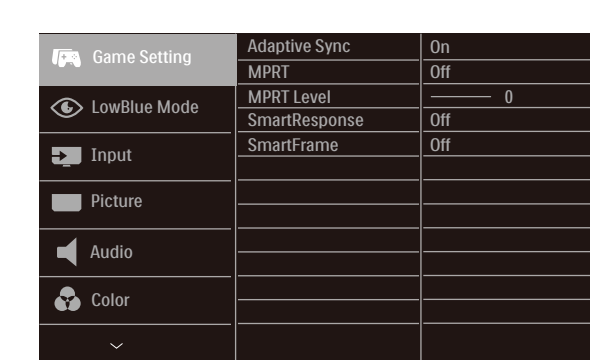 Game Setting
LowBlue Mode
Input
Picture
Audio
Color
Adaptive Sync On
MPRT Off
MPRT Level 0
SmartResponse Off
SmartFrame Off